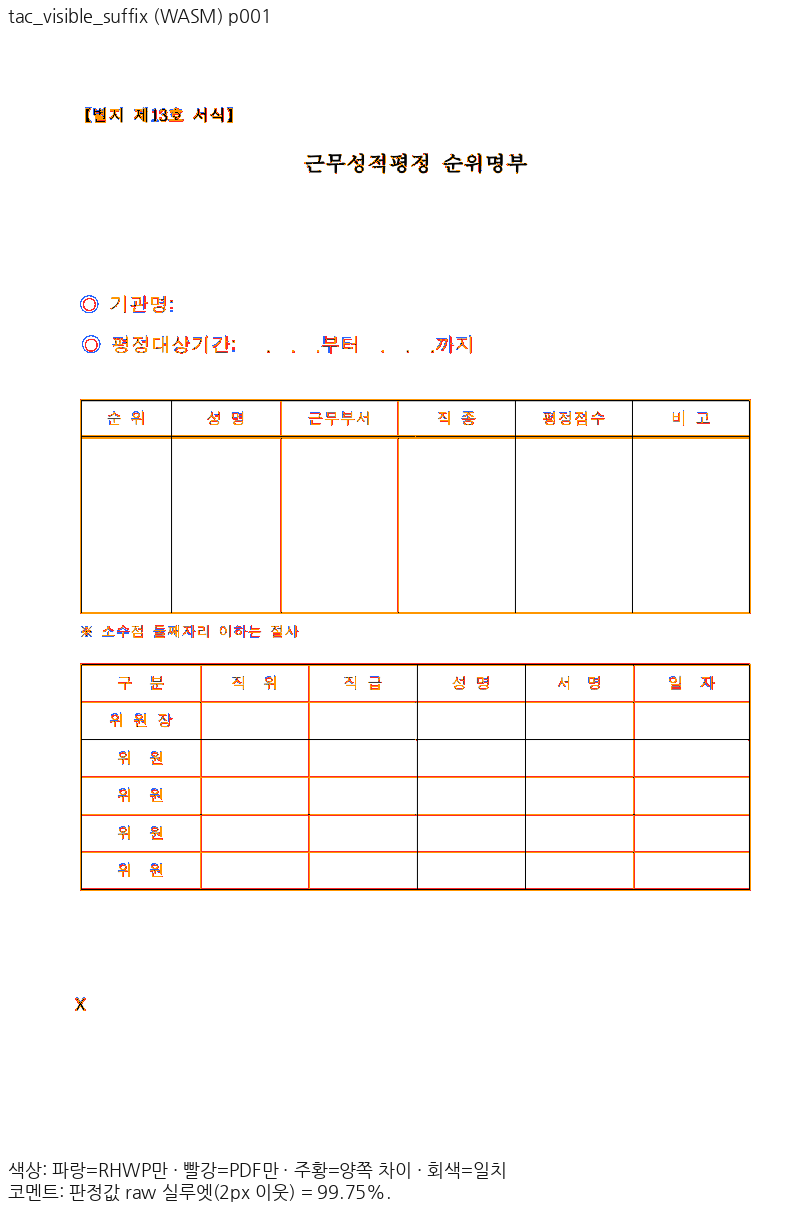 tac_visible_suffix (WASM) p001
【별지 제13호 서식】
근무성적평정 순위명부
◎ 기관명:
◎ 평정대상기간: . . .부터 . . .까지
순 위 성 명 근무부서 직 종 평정점수 비 고
※ 소수점 둘째자리 이하는 절사
구 분 직 위 직 급 성 명 서 명 일 자
위 원 장
위 원
위 원
위 원
위 원
X
색상: 파랑=RHWP만 · 빨강=PDF만 · 주황=양쪽 차이 · 회색=일치
코멘트: 판정값 raw 실루엣(2px 이웃) = 99.75%.